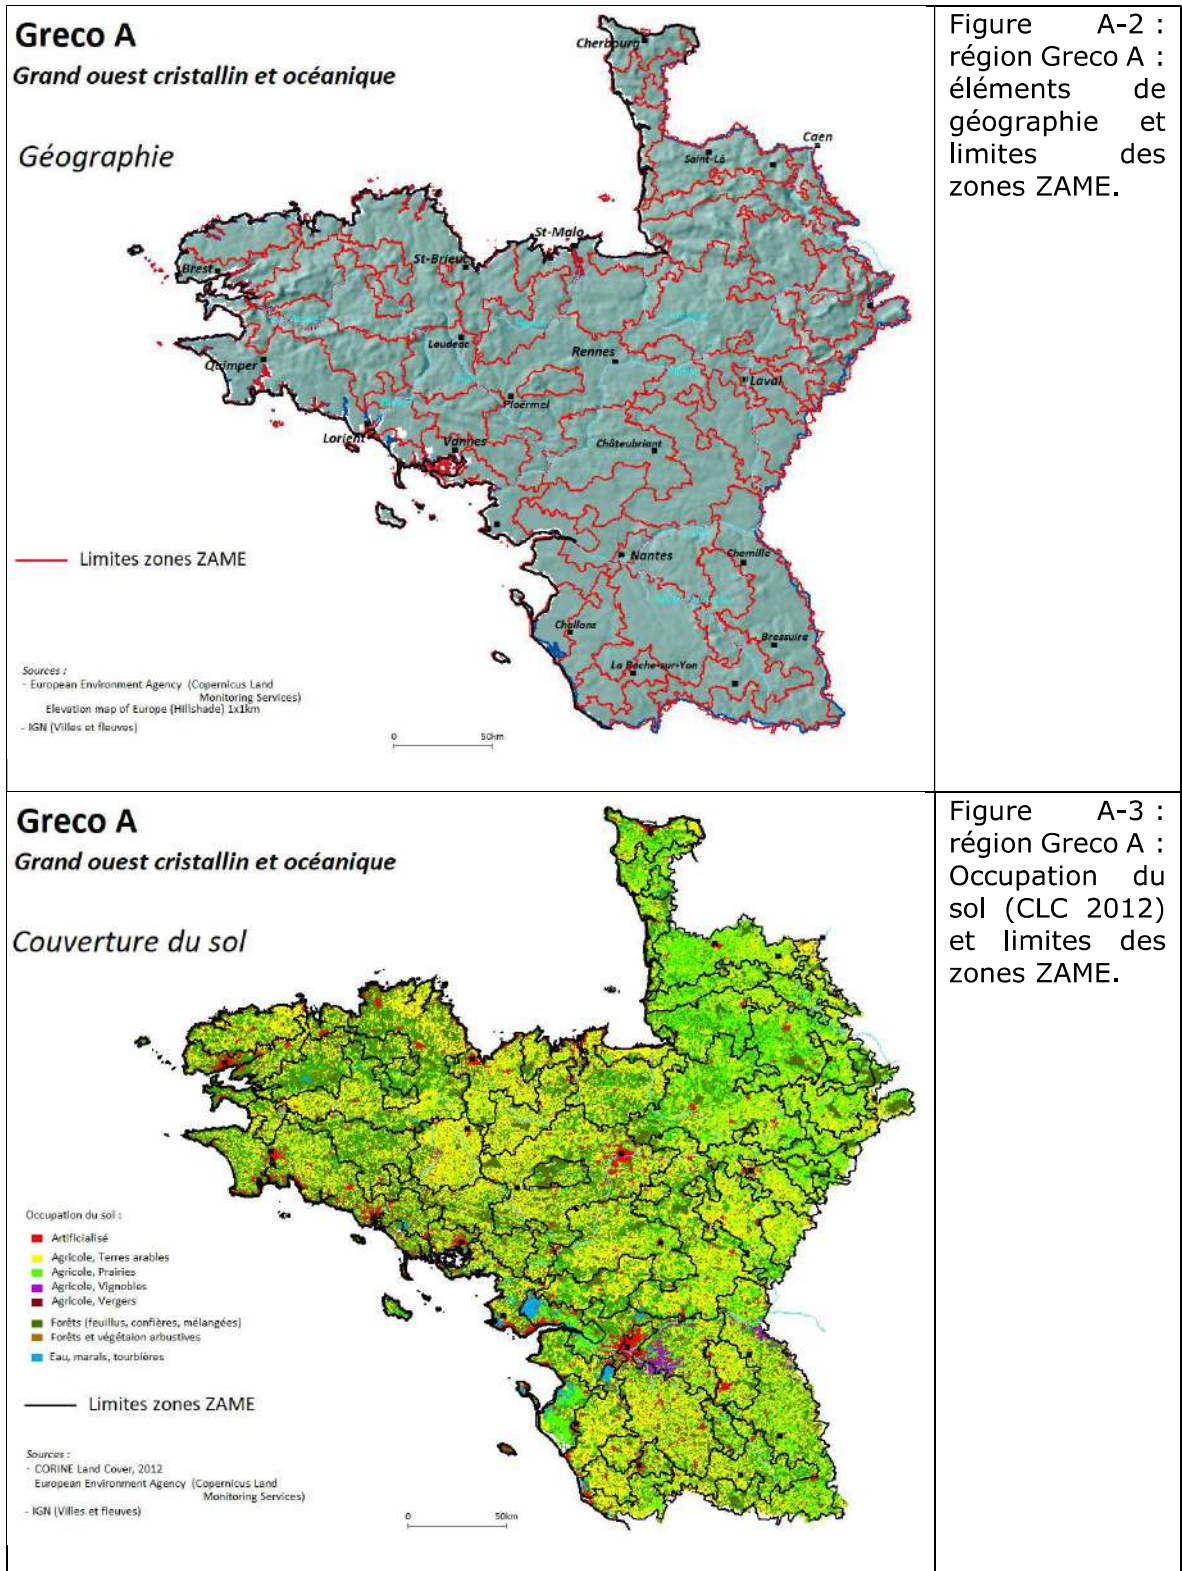 Greco A
Grand ouest cristallin et océanique
Géographie
Cherbourg
Caen
Saint-Lô
St-Malo
St-Brieuc
Brest
Loudeac
Rennes
Quimper
Laval
Ploërmel
Lorient
Vannes
Châteubriant
Nantes
Chemille
Challans
Bressuire
La Roche-sur-Yon
Limites zones ZAME
Sources :
- European Environment Agency (Copernicus Land
Monitoring Services)
Elevation map of Europe (Hillshade) 1x1km
- IGN (Villes et fleuves)
0 50km
Figure A-2 :
région Greco A :
éléments de
géographie et
limites des
zones ZAME.
Greco A
Grand ouest cristallin et océanique
Couverture du sol
Occupation du sol :
Artificialisé
Agricole, Terres arables
Agricole, Prairies
Agricole, Vignobles
Agricole, Vergers
Forêts (feuillus, confières, mélangées)
Forêts et végétaion arbustives
Eau, marais, tourbières
Limites zones ZAME
Sources :
- CORINE Land Cover, 2012
European Environment Agency (Copernicus Land
Monitoring Services)
- IGN (Villes et fleuves)
0 50km
Figure A-3 :
région Greco A :
Occupation du
sol (CLC 2012)
et limites des
zones ZAME.